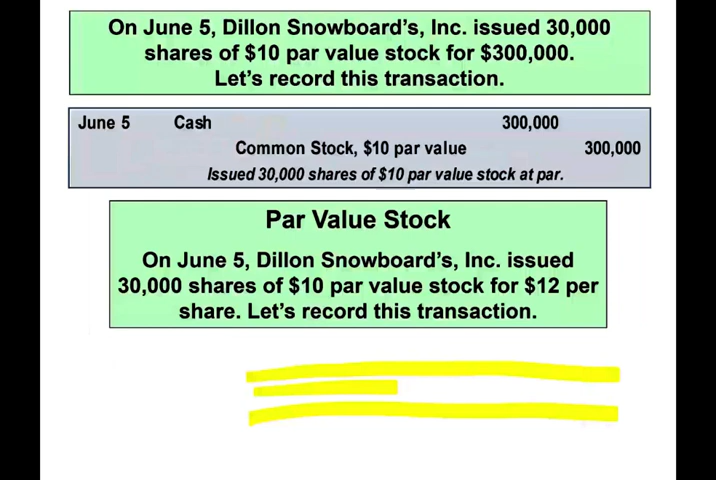 On June 5, Dillon Snowboard's, Inc. issued 30,000
shares of $10 par value stock for $300,000.
Let's record this transaction.
June 5 Cash 300,000
Common Stock, $10 par value 300,000
Issued 30,000 shares of $10 par value stock at par.
Par Value Stock
On June 5, Dillon Snowboard's, Inc. issued
30,000 shares of $10 par value stock for $12 per
share. Let's record this transaction.